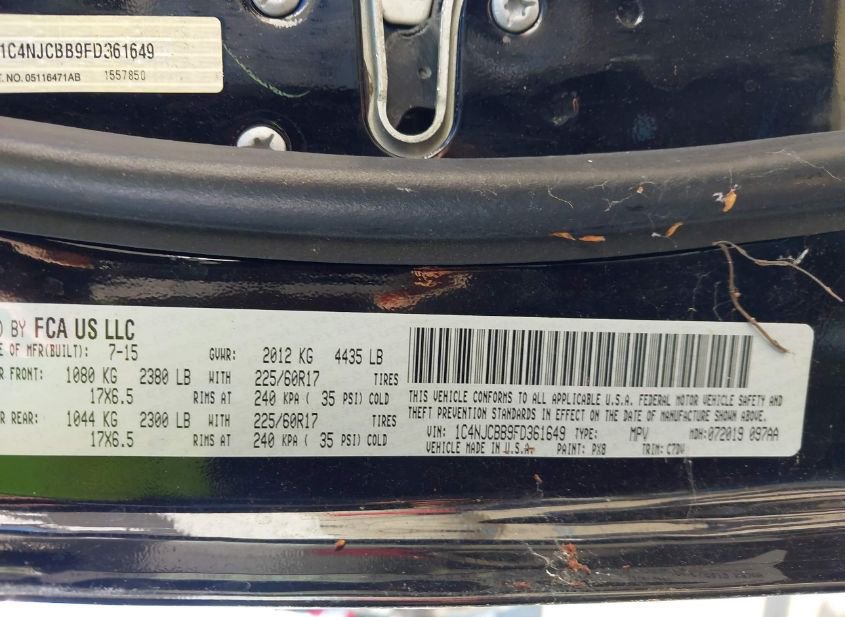 1C4NJCBB9FD361649
T. NO. 05116471AB 1557850
) BY FCA US LLC
E OF MFR(BUILT): 7-15 GVWR: 2012 KG 4435 LB
R FRONT: 1080 KG 2380 LB WITH 225/60R17 TIRES
17X6.5 RIMS AT 240 KPA ( 35 PSI) COLD
R REAR: 1044 KG 2300 LB WITH 225/60R17 TIRES
17X6.5 RIMS AT 240 KPA ( 35 PSI) COLD
THIS VEHICLE CONFORMS TO ALL APPLICABLE U.S.A. FEDERAL MOTOR VEHICLE SAFETY AND
THEFT PREVENTION STANDARDS IN EFFECT ON THE DATE OF MANUFACTURE SHOWN ABOVE.
VIN: 1C4NJCBB9FD361649 TYPE: MPV MDH: 072019 097AA
VEHICLE MADE IN U.S.A. PAINT: PXB TRIM: C7DV